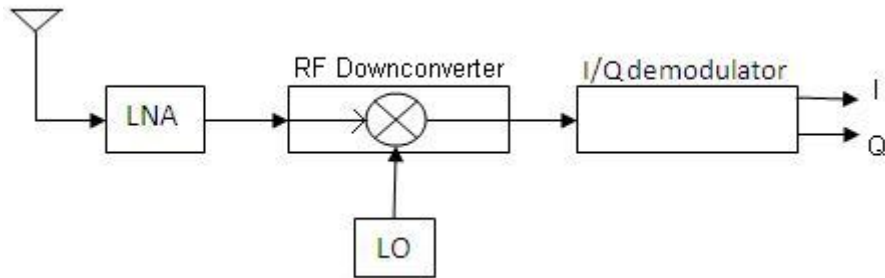 RF Downconverter
I/Q demodulator
LNA
I
Q
LO